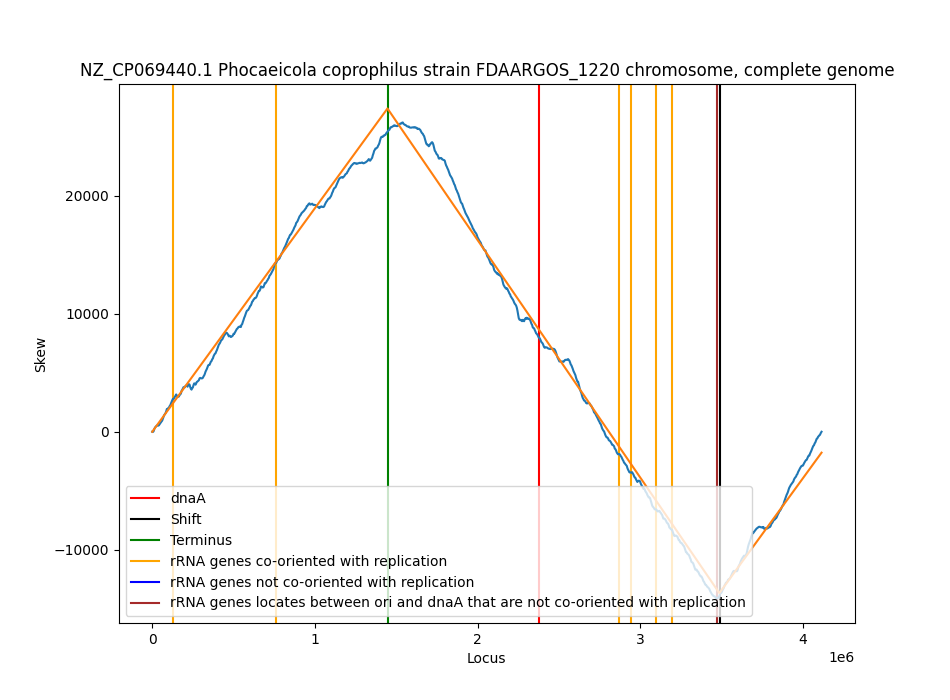 NZ_CP069440.1 Phocaeicola coprophilus strain FDAARGOS_1220 chromosome, complete genome
Skew
20000
10000
0
−10000
dnaA
Shift
Terminus
rRNA genes co-oriented with replication
rRNA genes not co-oriented with replication
rRNA genes locates between ori and dnaA that are not co-oriented with replication
0 1 2 3 4
1e6
Locus